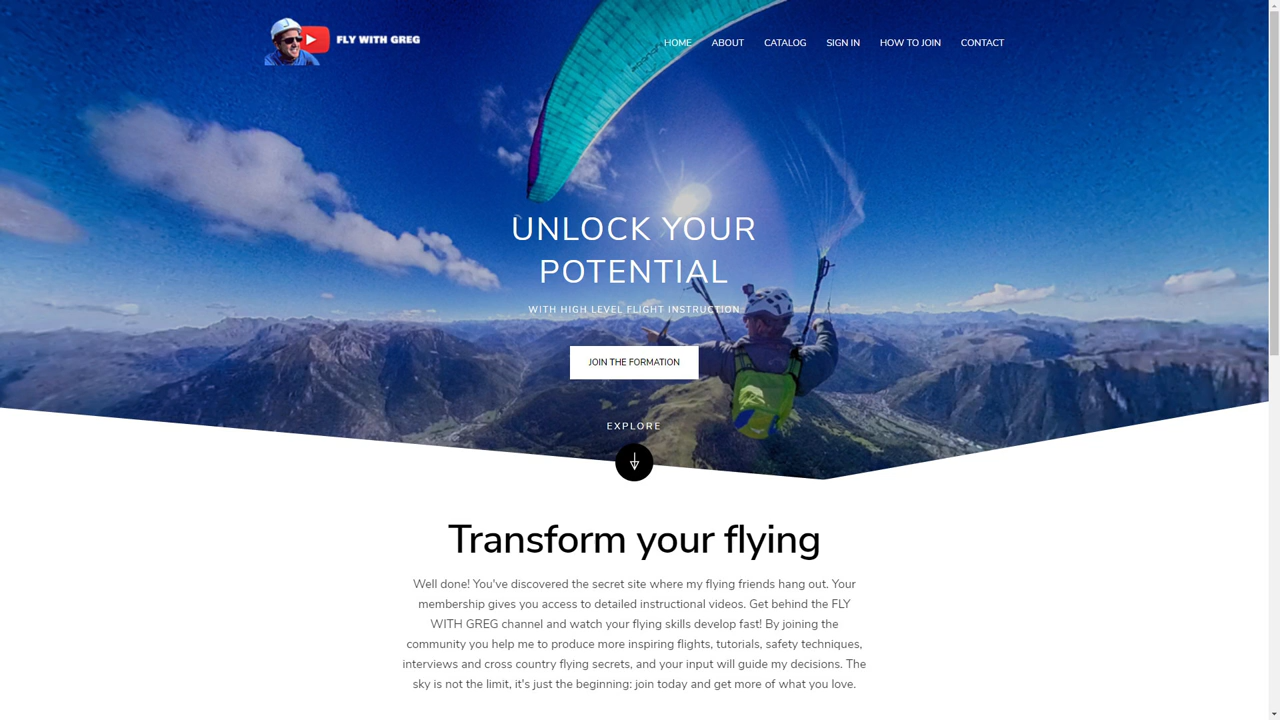 FLY WITH GREG
HOME ABOUT CATALOG SIGN IN HOW TO JOIN CONTACT
UNLOCK YOUR
POTENTIAL
WITH HIGH LEVEL FLIGHT INSTRUCTION
JOIN THE FORMATION
EXPLORE
Transform your flying
Well done! You've discovered the secret site where my flying friends hang out. Your
membership gives you access to detailed instructional videos. Get behind the FLY
WITH GREG channel and watch your flying skills develop fast! By joining the
community you help me to produce more inspiring flights, tutorials, safety techniques,
interviews and cross country flying secrets, and your input will guide my decisions. The
sky is not the limit, it's just the beginning: join today and get more of what you love.